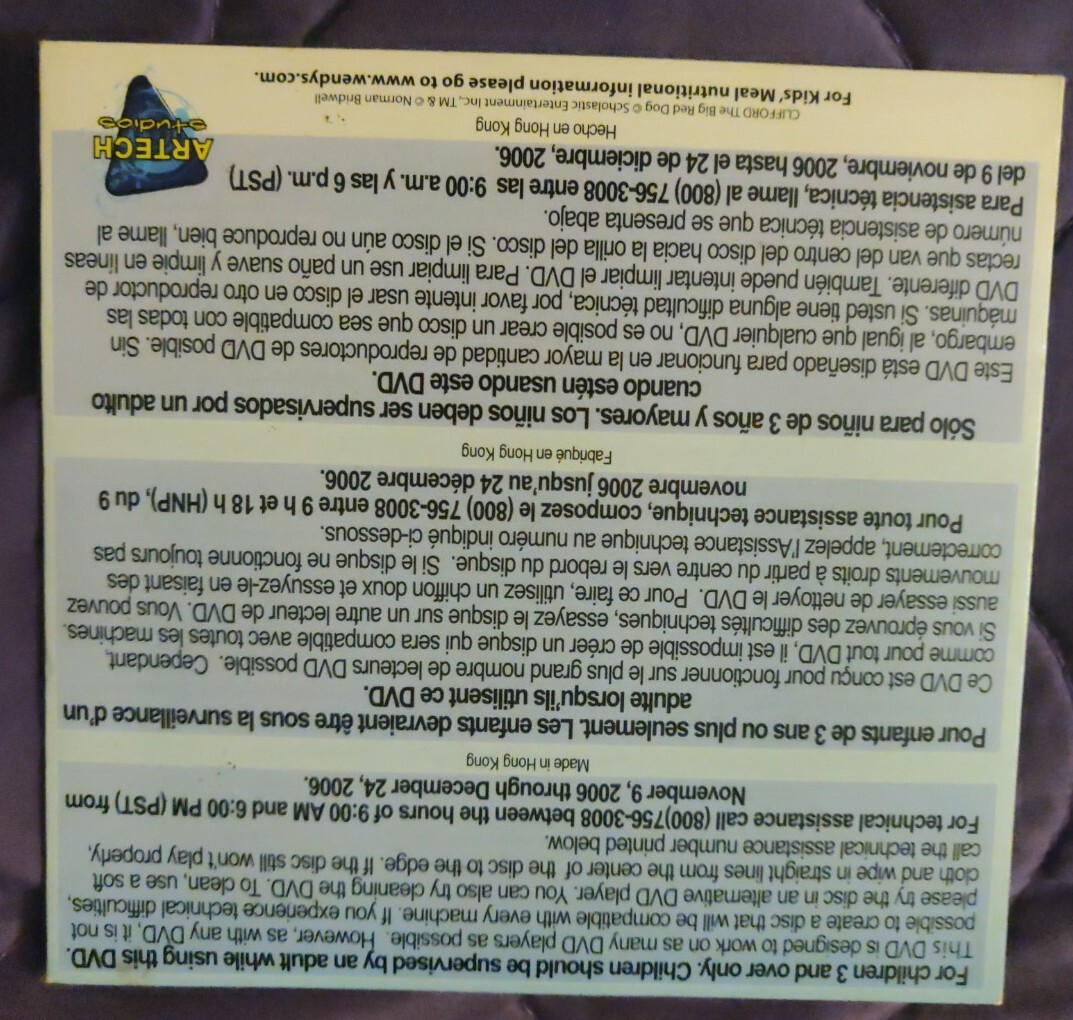 For children 3 and over only. Children should be supervised by an adult while using this DVD.
This DVD is designed to work on as many DVD players as possible. However, as with any DVD, it is not
possible to create a disc that will be compatible with every machine. If you experience technical difficulties,
please try the disc in an alternative DVD player. You can also try cleaning the DVD. To clean, use a soft
cloth and wipe in straight lines from the center of the disc to the edge. If the disc still won't play properly,
call the technical assistance number printed below.
For technical assistance call (800)756-3008 between the hours of 9:00 AM and 6:00 PM (PST) from
November 9, 2006 through December 24, 2006.
Made in Hong Kong
Pour enfants de 3 ans ou plus seulement. Les enfants devraient être sous la surveillance d'un
adulte lorsqu'ils utilisent ce DVD.
Ce DVD est conçu pour fonctionner sur le plus grand nombre de lecteurs DVD possible. Cependant,
comme pour tout DVD, il est impossible de créer un disque qui sera compatible avec toutes les machines.
Si vous éprouvez des difficultés techniques, essayez le disque sur un autre lecteur de DVD. Vous pouvez
aussi essayer de nettoyer le DVD. Pour ce faire, utilisez un chiffon doux et essuyez-le en faisant des
mouvements droits à partir du centre vers le rebord du disque. Si le disque ne fonctionne toujours pas
correctement, appelez l'Assistance technique au numéro indiqué ci-dessous.
Pour toute assistance technique, composez le (800) 756-3008 entre 9 h et 18 h (HNP), du 9
novembre 2006 jusqu'au 24 décembre 2006.
Fabriqué en Hong Kong
Sólo para niños de 3 años y mayores. Los niños deben ser supervisados por un adulto
cuando estén usando este DVD.
Este DVD está diseñado para funcionar en la mayor cantidad de reproductores de DVD posible. Sin
embargo, al igual que cualquier DVD, no es posible crear un disco que sea compatible con todas las
máquinas. Si usted tiene alguna dificultad técnica, por favor intente usar el disco en otro reproductor de
DVD diferente. También puede intentar limpiar el DVD. Para limpiar use un paño suave y limpie en líneas
rectas que van del centro del disco hacia la orilla del disco. Si el disco aún no reproduce bien, llame al
número de asistencia técnica que se presenta abajo.
Para asistencia técnica, llame al (800) 756-3008 entre las 9:00 a.m. y las 6 p.m. (PST)
del 9 de noviembre, 2006 hasta el 24 de diciembre, 2006.
Hecho en Hong Kong
CLIFFORD The Big Red Dog © Scholastic Entertainment Inc, TM & © Norman Bridwell
For Kids' Meal nutritional information please go to www.wendys.com.
ARTECH
STUDIOS